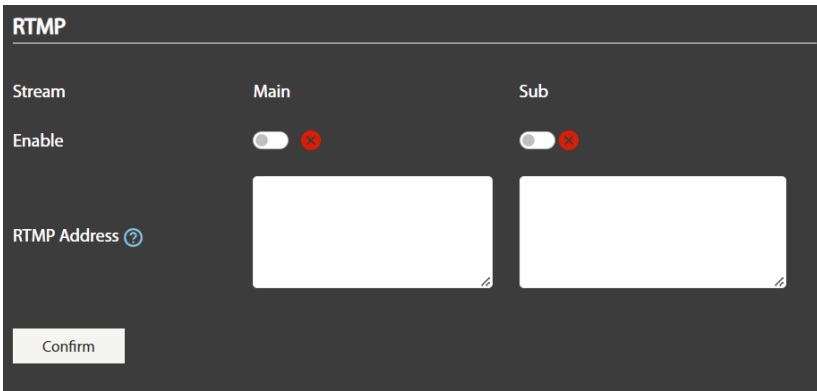 RTMP
Stream Main Sub
Enable
RTMP Address ?
Confirm